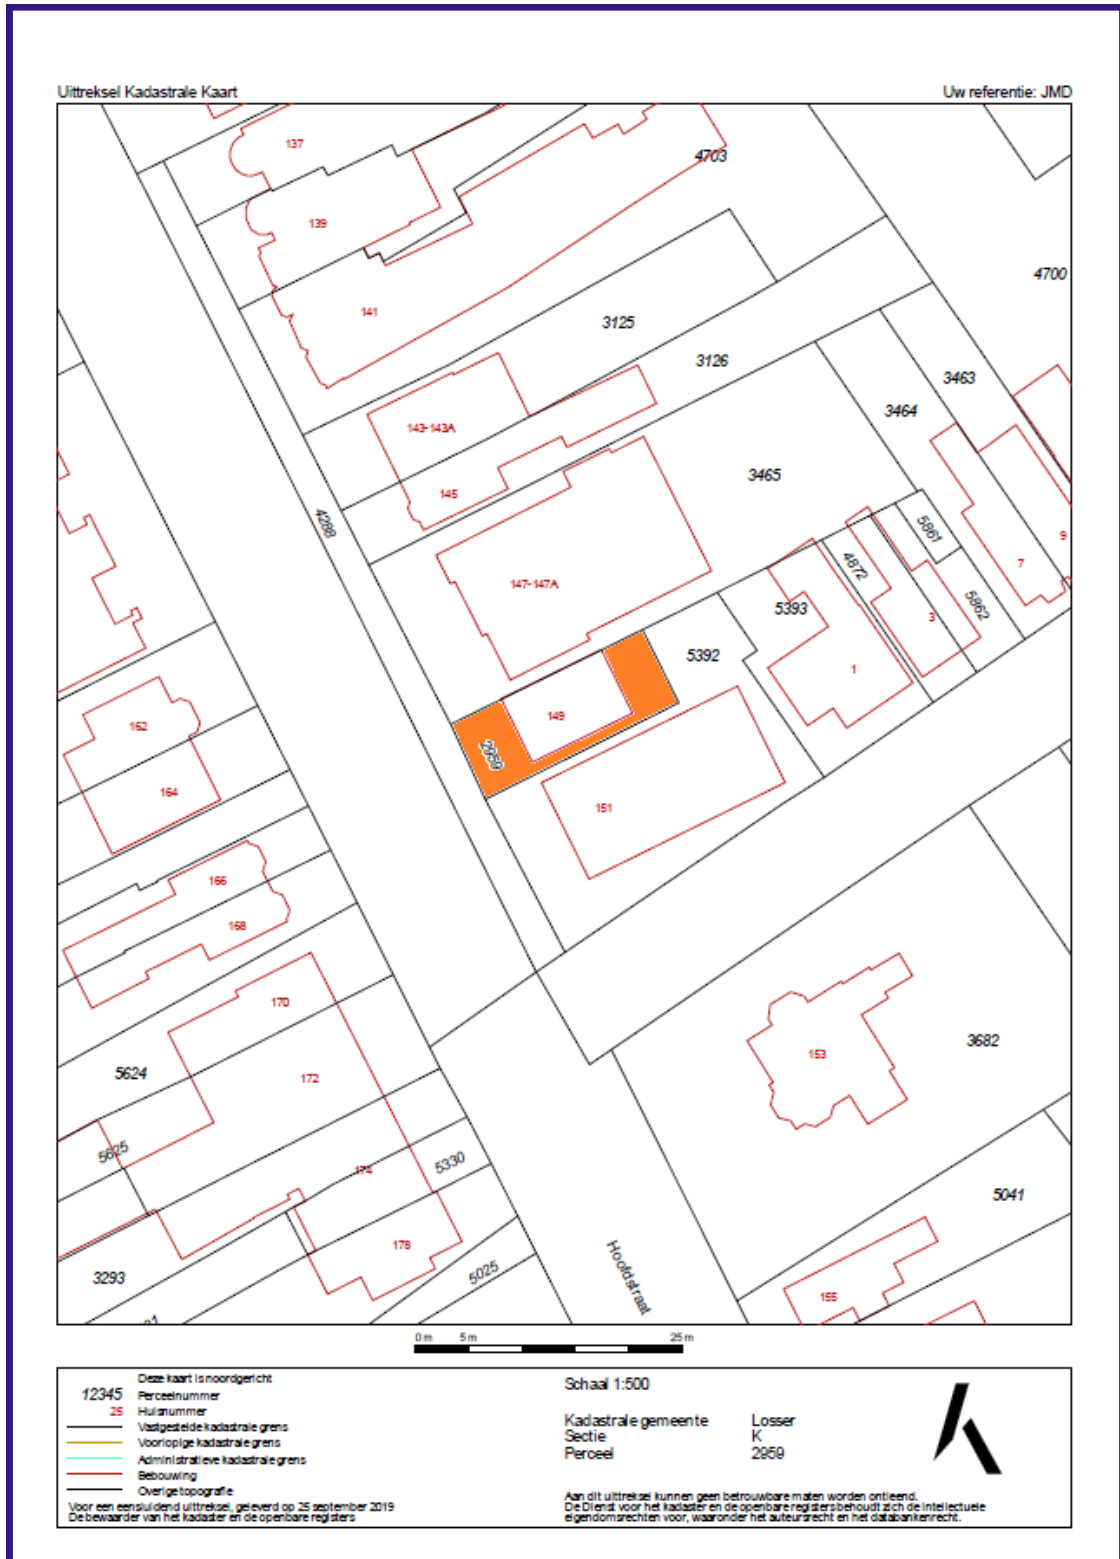 Uittreksel Kadastrale Kaart
Uw referentie: JMD
137
4703
139
4700
141
3125
3126
3463
3464
143-143A
3465
145
4288
5861
9
7
147-147A
4872
5393
5862
3
5392
1
149
162
2959
164
151
166
168
170
153
3682
5624
172
5625
174
5330
5041
178
3293
5025
Hoofdstraat
155
0 m 5 m 25 m
Deze kaart is noordgericht
12345 Perceelnummer
25 Huisnummer
Vastgestelde kadastrale grens
Voorlopige kadastrale grens
Administratieve kadastrale grens
Bebouwing
Overige topografie
Voor een eensluidend uittreksel, geleverd op 25 september 2019
De bewaarder van het kadaster en de openbare registers
Schaal 1:500
Kadastrale gemeente Losser
Sectie K
Perceel 2959
Aan dit uittreksel kunnen geen betrouwbare maten worden ontleend.
De Dienst voor het kadaster en de openbare registers behoudt zich de intellectuele
eigendomsrechten voor, waaronder het auteursrecht en het databankenrecht.